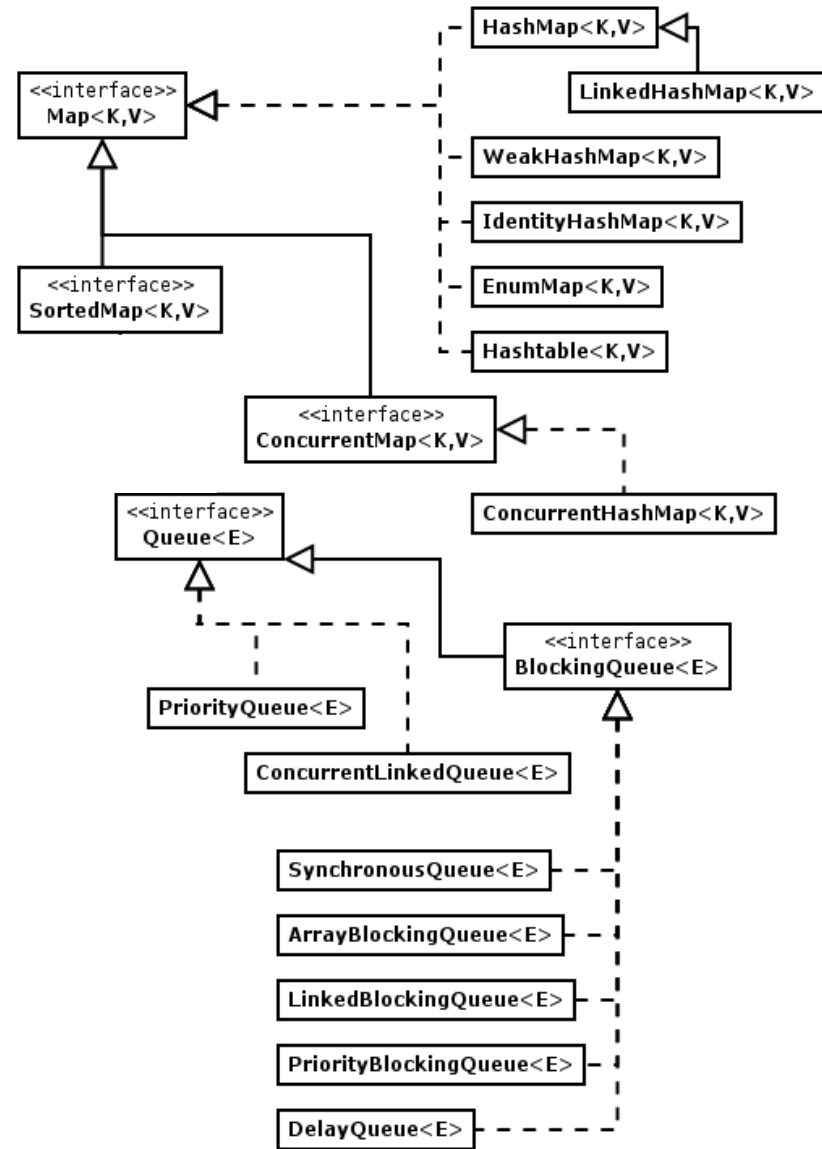 HashMap<K,V>
<<interface>>
Map<K,V>
LinkedHashMap<K,V>
WeakHashMap<K,V>
IdentityHashMap<K,V>
<<interface>>
SortedMap<K,V>
EnumMap<K,V>
Hashtable<K,V>
<<interface>>
ConcurrentMap<K,V>
ConcurrentHashMap<K,V>
<<interface>>
Queue<E>
<<interface>>
BlockingQueue<E>
PriorityQueue<E>
ConcurrentLinkedQueue<E>
SynchronousQueue<E>
ArrayBlockingQueue<E>
LinkedBlockingQueue<E>
PriorityBlockingQueue<E>
DelayQueue<E>